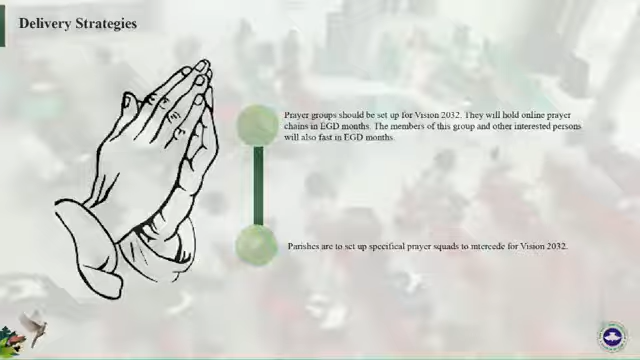 Delivery Strategies
Prayer groups should be set up for Vision 2032. They will hold online prayer
chains in EGD months. The members of this group and other interested persons
will also fast in EGD months.
Parishes are to set up specifical prayer squads to intercede for Vision 2032.